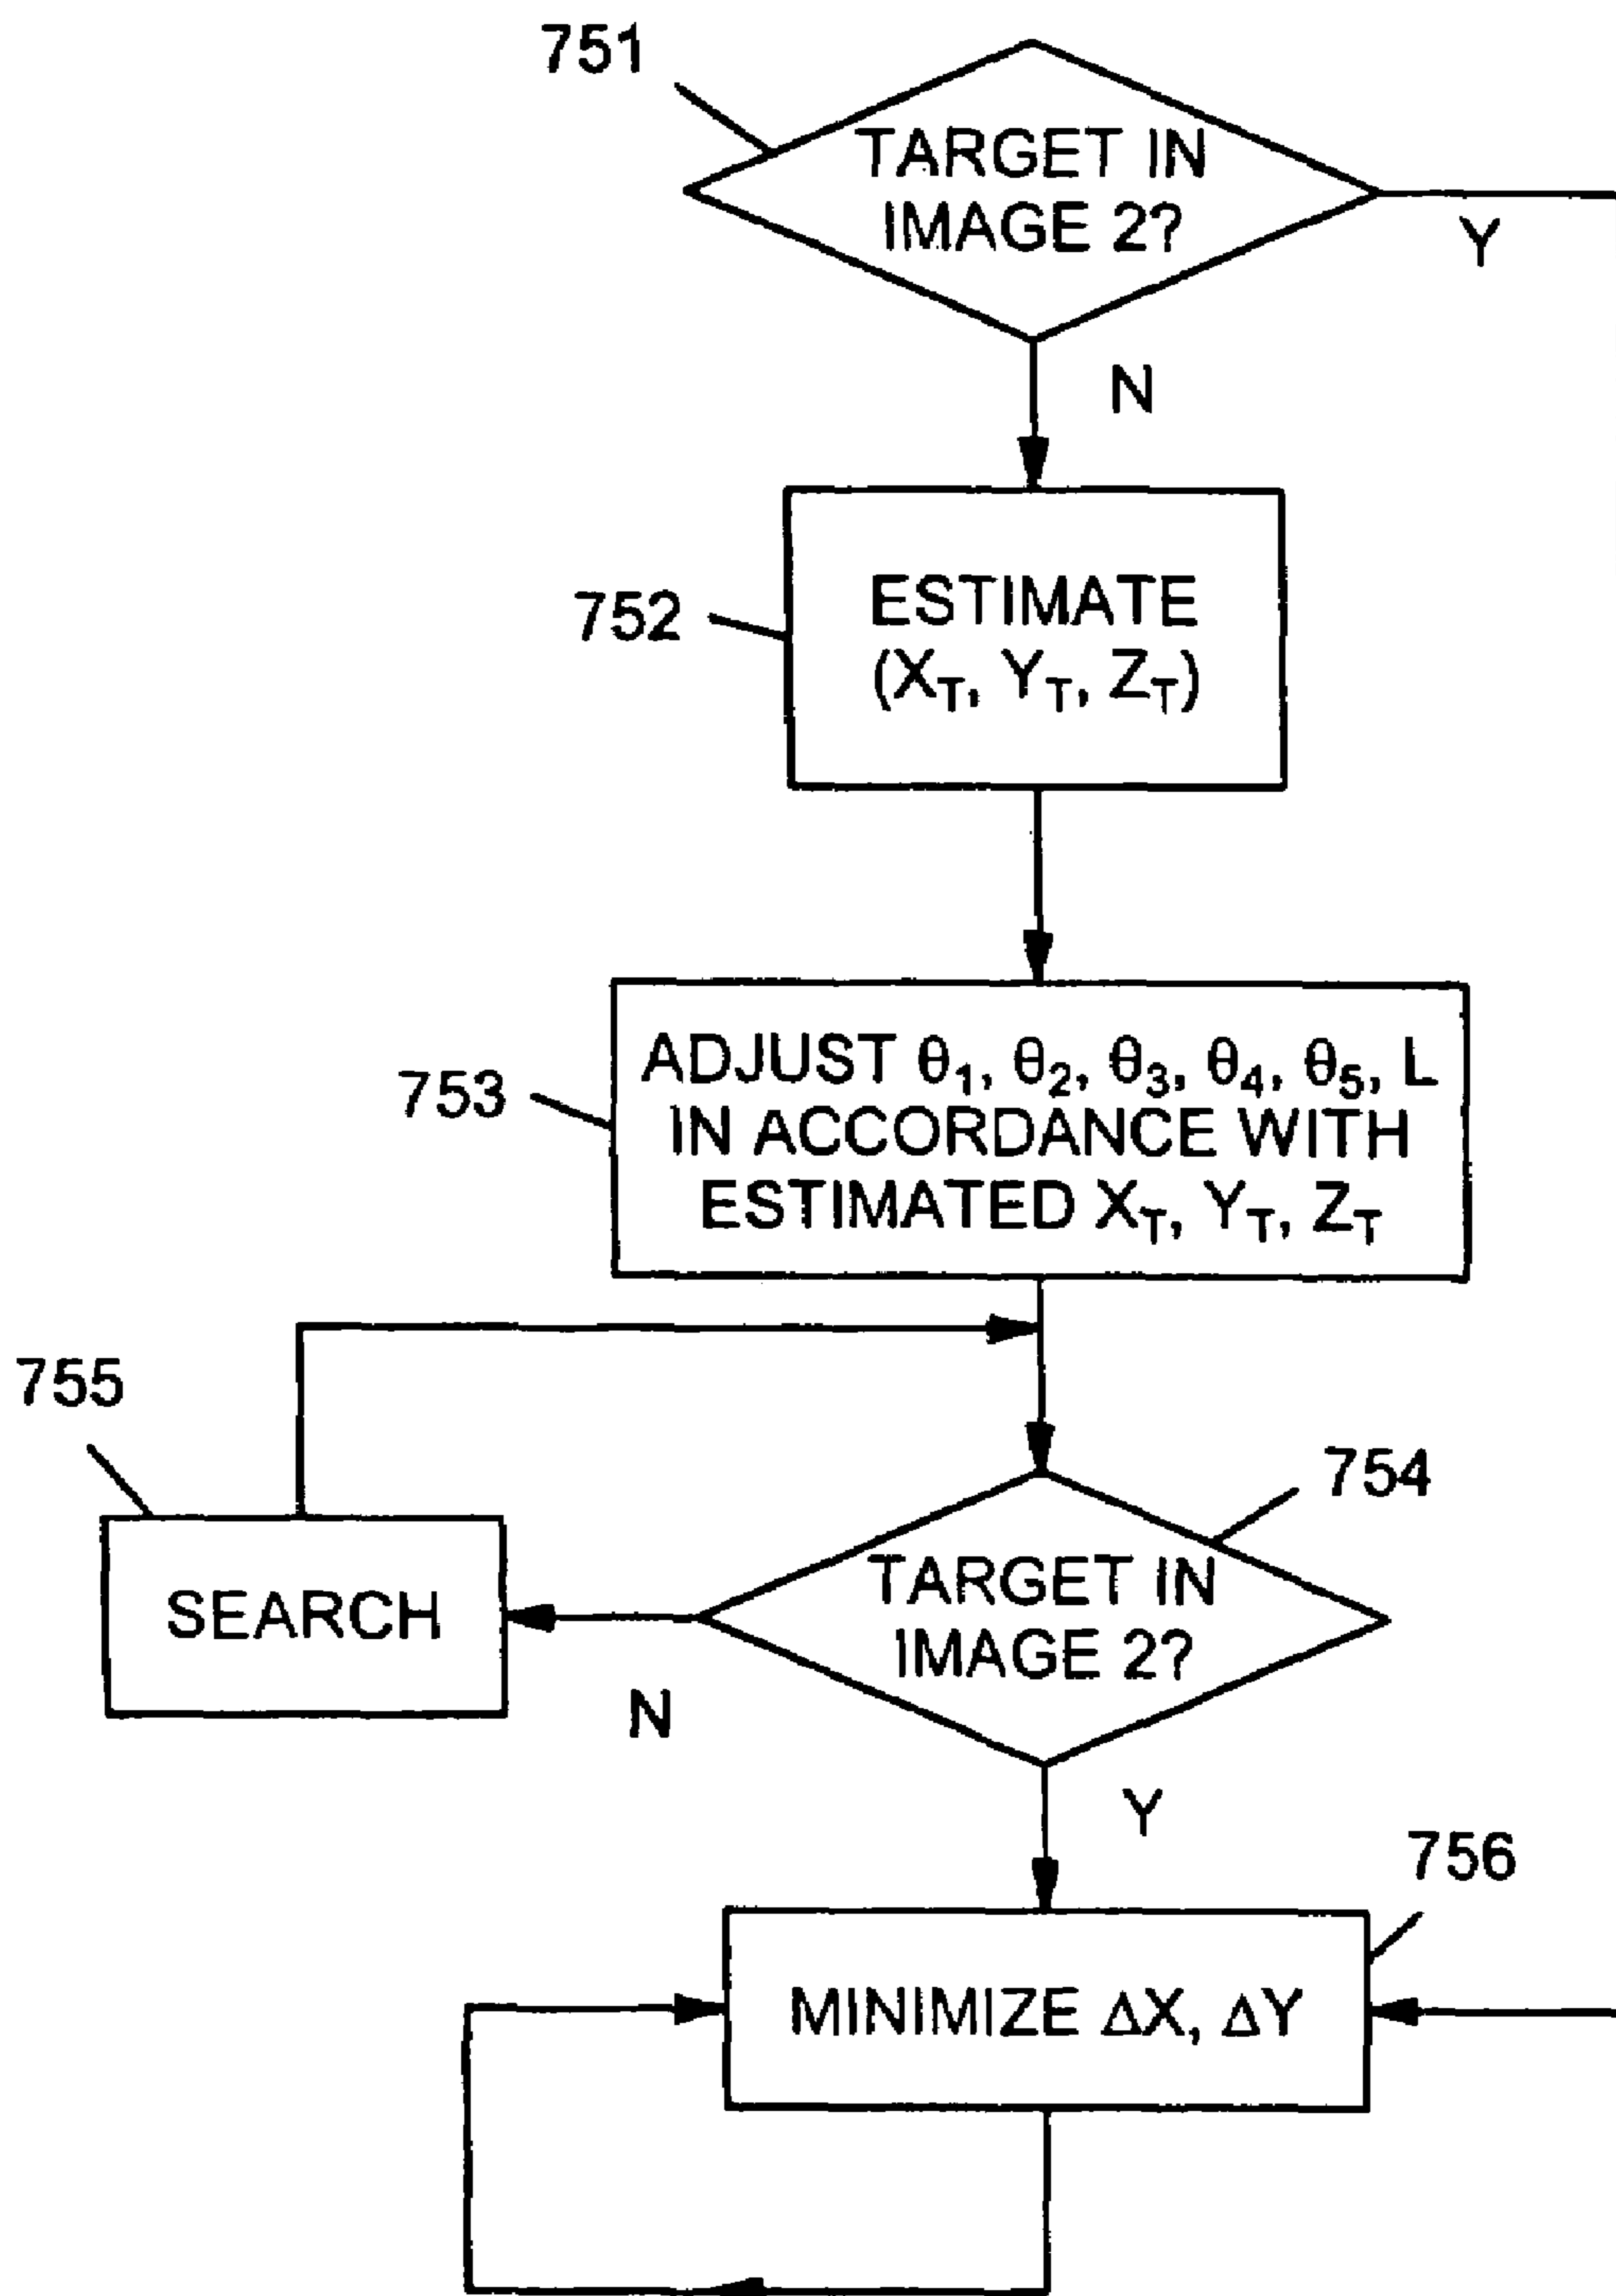 751
TARGET IN
IMAGE 2?
Y
N
752
ESTIMATE
(X_T, Y_T, Z_T)
753
ADJUST θ₁, θ₂, θ₃, θ₄, θ₅, L
IN ACCORDANCE WITH
ESTIMATED X_T, Y_T, Z_T
755
754
SEARCH
TARGET IN
IMAGE 2?
N
Y
756
MINIMIZE ΔX, ΔY